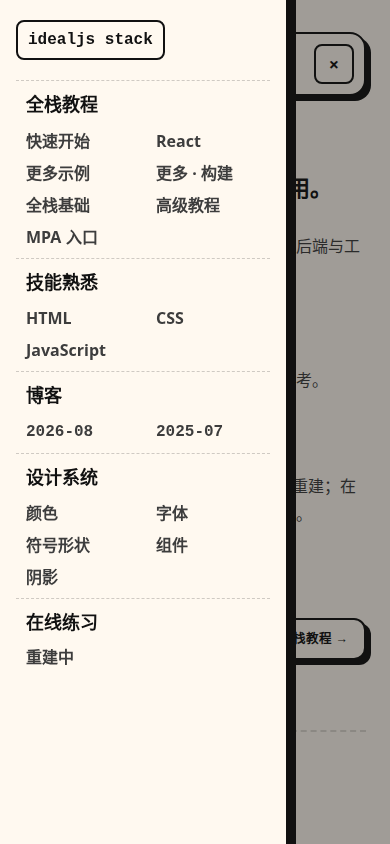 idealjs stack
×
全栈教程
快速开始 React
更多示例 更多 · 构建
全栈基础 高级教程
MPA 入口
技能熟悉
HTML CSS
JavaScript
博客
2026-08 2025-07
设计系统
颜色 字体
符号形状 组件
阴影
在线练习
重建中
用。
后端与工
考。
重建；在
。
栈教程 →